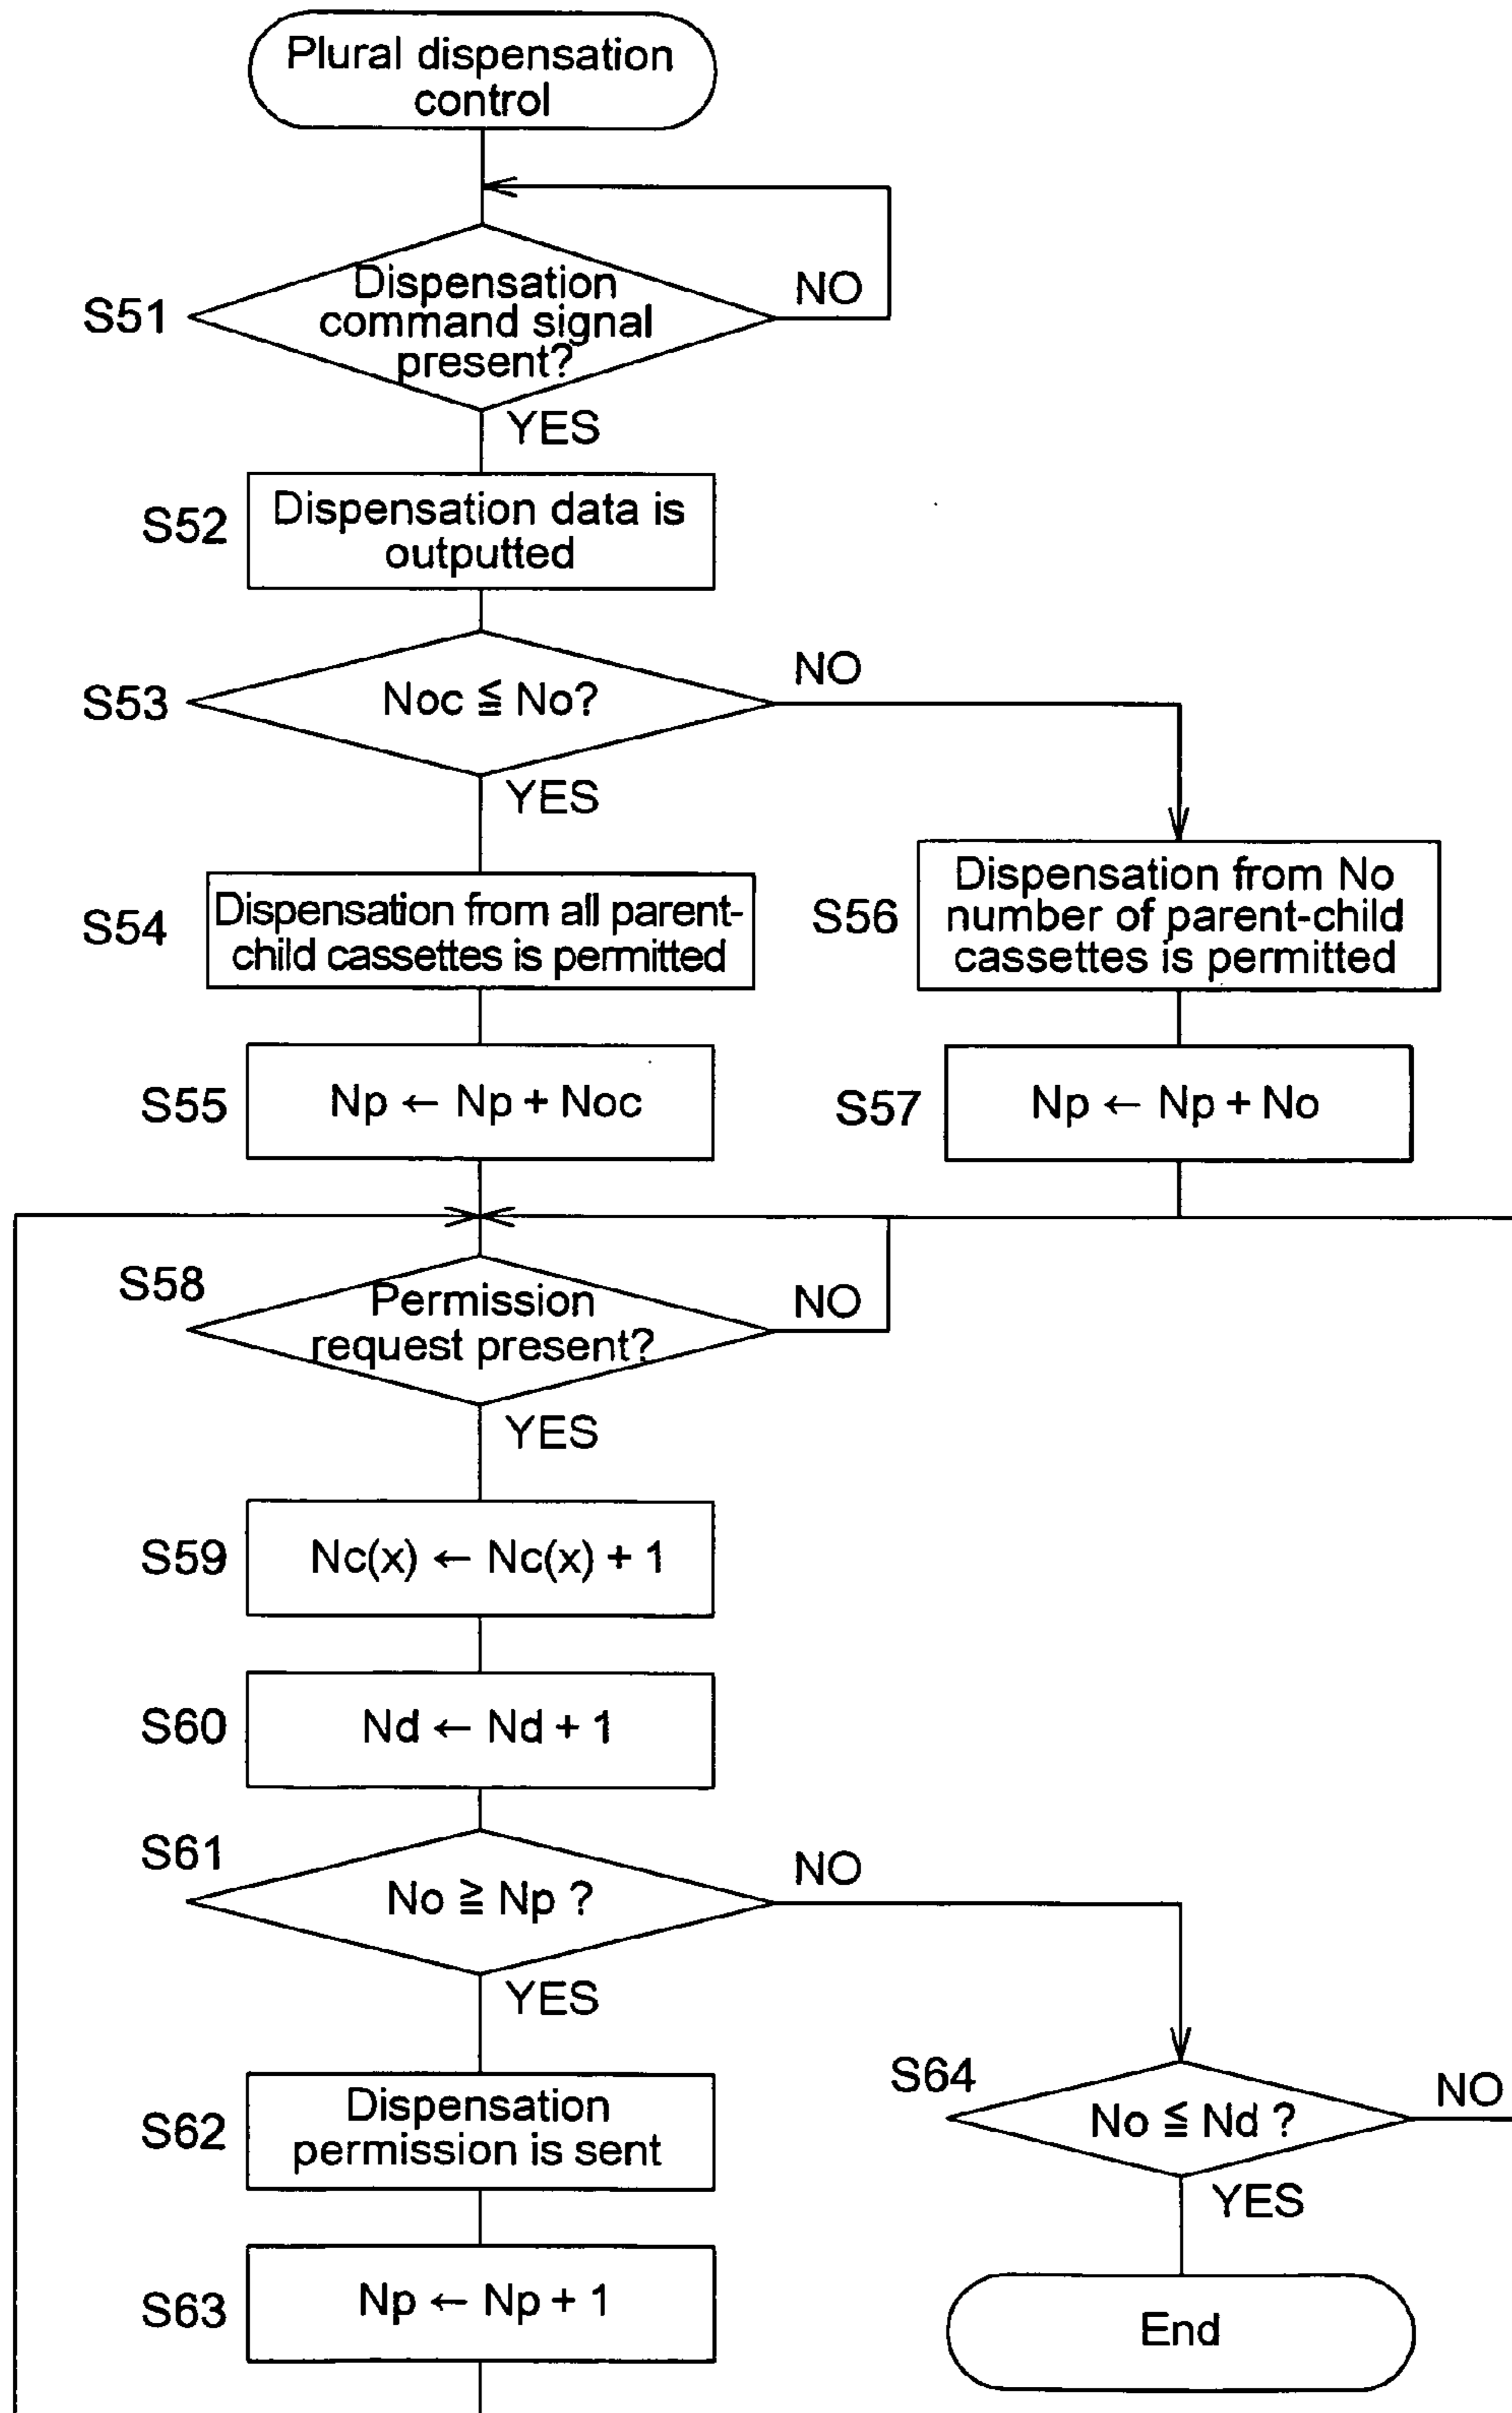 Plural dispensation
control
S51
Dispensation
command signal
present?
NO
YES
S52
Dispensation data is
outputted
S53
Noc ≦ No?
NO
YES
S54
Dispensation from all parent-
child cassettes is permitted
S56
Dispensation from No
number of parent-child
cassettes is permitted
S55
Np ← Np + Noc
S57
Np ← Np + No
S58
Permission
request present?
NO
YES
S59
Nc(x) ← Nc(x) + 1
S60
Nd ← Nd + 1
S61
No ≧ Np ?
NO
YES
S62
Dispensation
permission is sent
S64
No ≦ Nd ?
NO
YES
S63
Np ← Np + 1
End